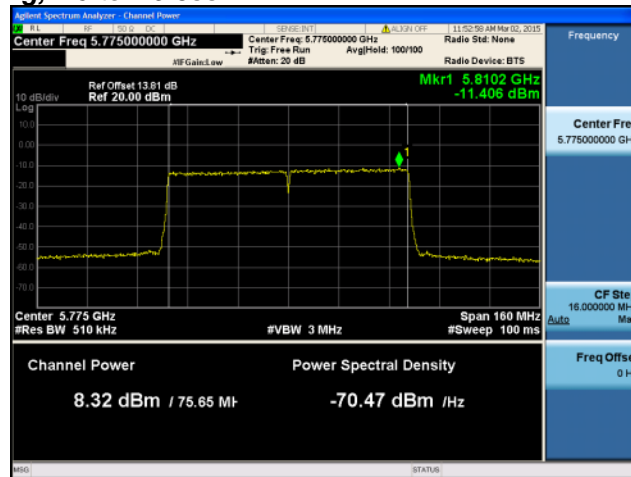 Agilent Spectrum Analyzer - Channel Power
RL RF 50 Ω DC SENSE:INT ALIGN OFF 11:52:58 AM Mar 02, 2015
Center Freq 5.775000000 GHz
Center Freq: 5.775000000 GHz
Radio Std: None
Trig: Free Run Avg|Hold: 100/100
#IFGain:Low #Atten: 20 dB Radio Device: BTS
Frequency
Ref Offset 13.81 dB
10 dB/div Ref 20.00 dBm
Log
Mkr1 5.8102 GHz
-11.406 dBm
10.0
0.00
-10.0
-20.0
-30.0
-40.0
-50.0
-60.0
-70.0
1
Center Fre
5.775000000 GH
Center 5.775 GHz Span 160 MHz
#Res BW 510 kHz #VBW 3 MHz #Sweep 100 ms
CF Ste
16.000000 MH
Auto Ma
Channel Power Power Spectral Density
8.32 dBm / 75.65 MH -70.47 dBm /Hz
Freq Offse
0 H
MSG STATUS